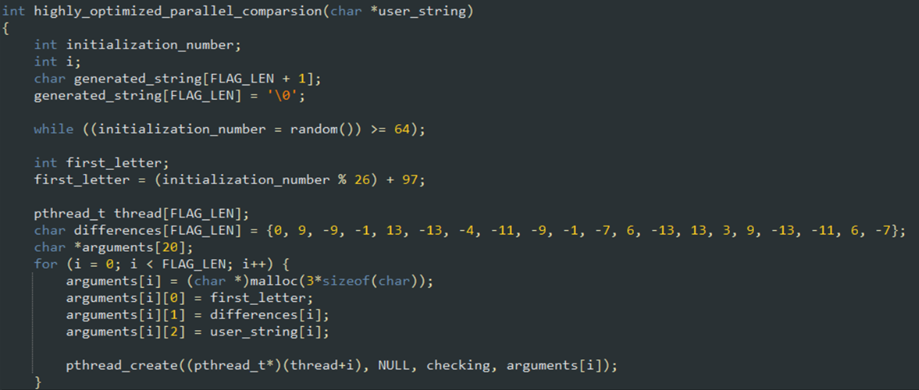 int highly_optimized_parallel_comparsion(char *user_string)
{
    int initialization_number;
    int i;
    char generated_string[FLAG_LEN + 1];
    generated_string[FLAG_LEN] = '\0';

    while ((initialization_number = random()) >= 64);

    int first_letter;
    first_letter = (initialization_number % 26) + 97;

    pthread_t thread[FLAG_LEN];
    char differences[FLAG_LEN] = {0, 9, -9, -1, 13, -13, -4, -11, -9, -1, -7, 6, -13, 13, 3, 9, -13, -11, 6, -7};
    char *arguments[20];
    for (i = 0; i < FLAG_LEN; i++) {
        arguments[i] = (char *)malloc(3*sizeof(char));
        arguments[i][0] = first_letter;
        arguments[i][1] = differences[i];
        arguments[i][2] = user_string[i];

        pthread_create((pthread_t*)(thread+i), NULL, checking, arguments[i]);
    }